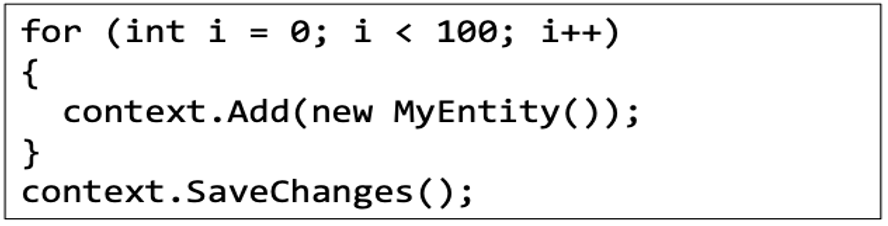 for (int i = 0; i < 100; i++)
{
  context.Add(new MyEntity());
}
context.SaveChanges();